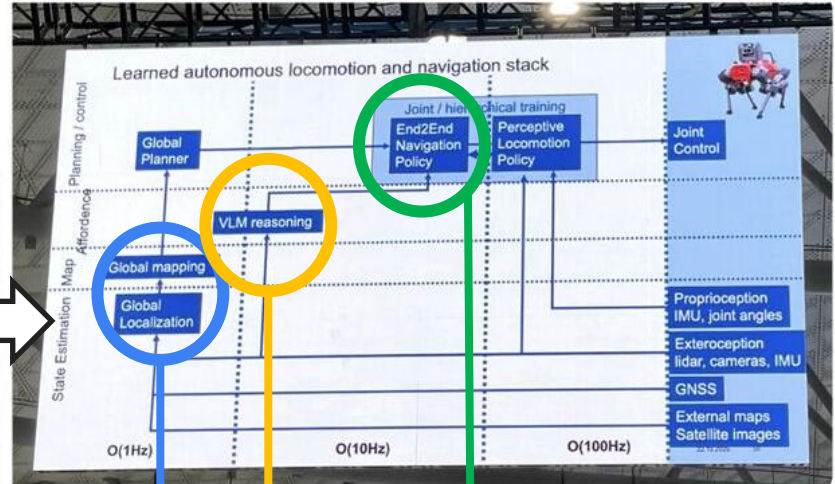 Learned autonomous locomotion and navigation stack
Planning / control
Affordence
Map
State Estimation
Joint / hierarchical training
Global
Planner
End2End
Navigation
Policy
Perceptive
Locomotion
Policy
Joint
Control
VLM reasoning
Global mapping
Global
Localization
Proprioception
IMU, joint angles
Exteroception
lidar, cameras, IMU
GNSS
External maps
Satellite images
O(1Hz)
O(10Hz)
O(100Hz)